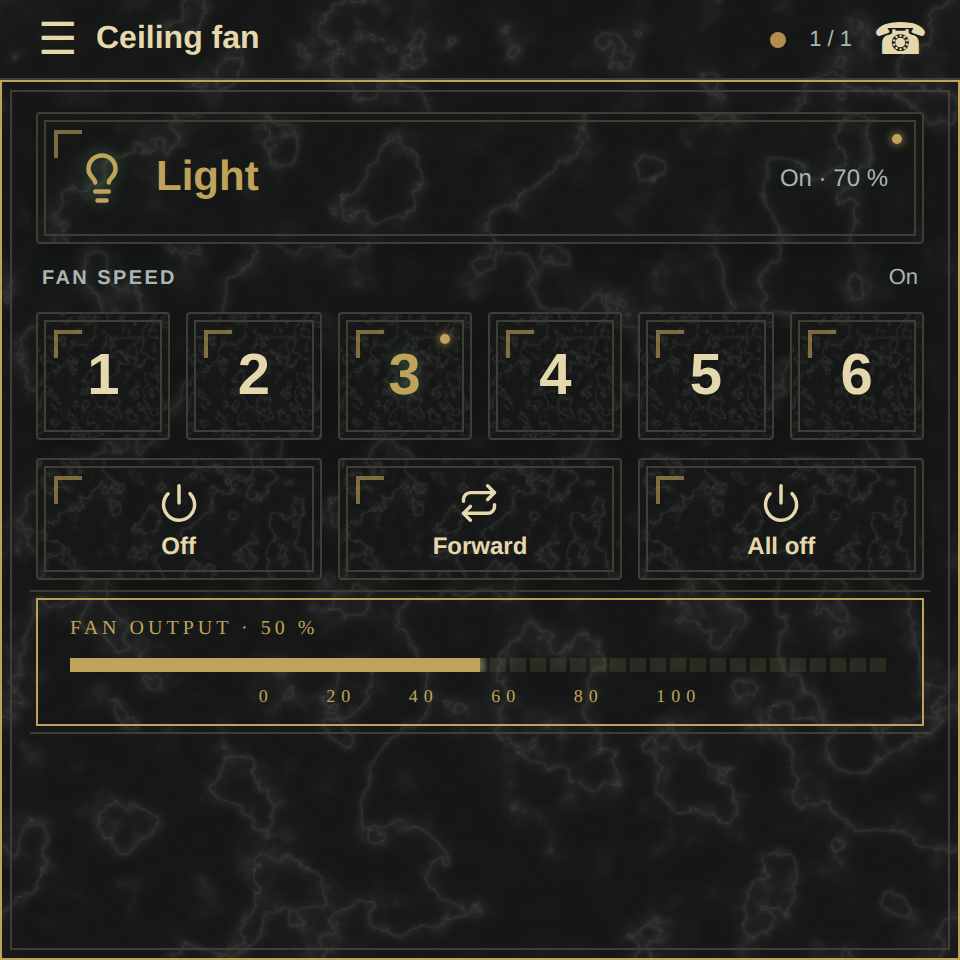 Ceiling fan
1 / 1
Light
On · 70 %
FAN SPEED
On
1 2 3 4 5 6
Off
Forward
All off
FAN OUTPUT · 50 %
0 20 40 60 80 100